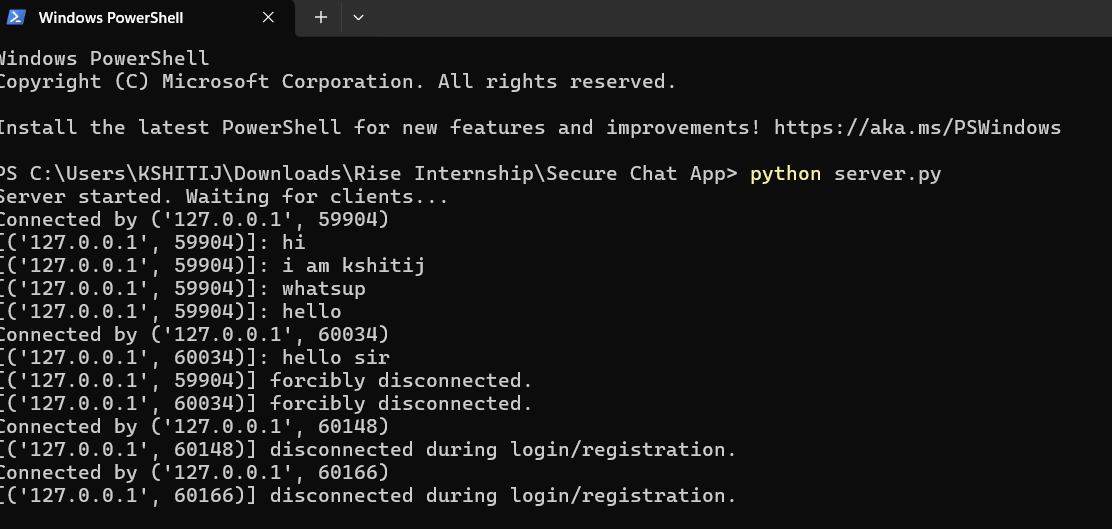 Windows PowerShell
Windows PowerShell
Copyright (C) Microsoft Corporation. All rights reserved.
Install the latest PowerShell for new features and improvements! https://aka.ms/PSWindows
PS C:\Users\KSHITIJ\Downloads\Rise Internship\Secure Chat App> python server.py
Server started. Waiting for clients...
Connected by ('127.0.0.1', 59904)
[('127.0.0.1', 59904)]: hi
[('127.0.0.1', 59904)]: i am kshitij
[('127.0.0.1', 59904)]: whatsup
[('127.0.0.1', 59904)]: hello
Connected by ('127.0.0.1', 60034)
[('127.0.0.1', 60034)]: hello sir
[('127.0.0.1', 59904)] forcibly disconnected.
[('127.0.0.1', 60034)] forcibly disconnected.
Connected by ('127.0.0.1', 60148)
[('127.0.0.1', 60148)] disconnected during login/registration.
Connected by ('127.0.0.1', 60166)
[('127.0.0.1', 60166)] disconnected during login/registration.